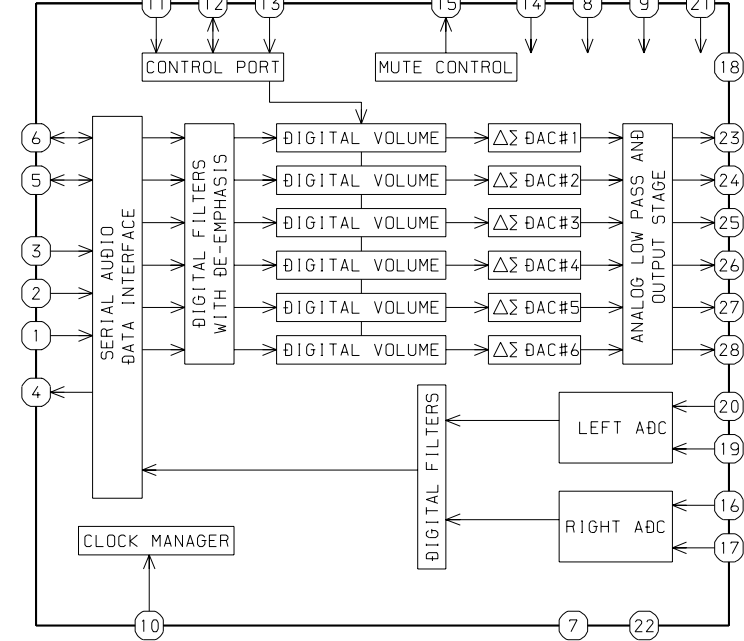 11 12 13 15 14 8 9 21
CONTROL PORT
MUTE CONTROL
18
6
5
3
2
1
4
SERIAL AUDIO
DATA INTERFACE
DIGITAL FILTERS
WITH DE-EMPHASIS
DIGITAL VOLUME
DIGITAL VOLUME
DIGITAL VOLUME
DIGITAL VOLUME
DIGITAL VOLUME
DIGITAL VOLUME
ΔΣ DAC#1
ΔΣ DAC#2
ΔΣ DAC#3
ΔΣ DAC#4
ΔΣ DAC#5
ΔΣ DAC#6
ANALOG LOW PASS AND
OUTPUT STAGE
23
24
25
26
27
28
DIGITAL FILTERS
LEFT ADC
20
19
RIGHT ADC
16
17
CLOCK MANAGER
10 7 22